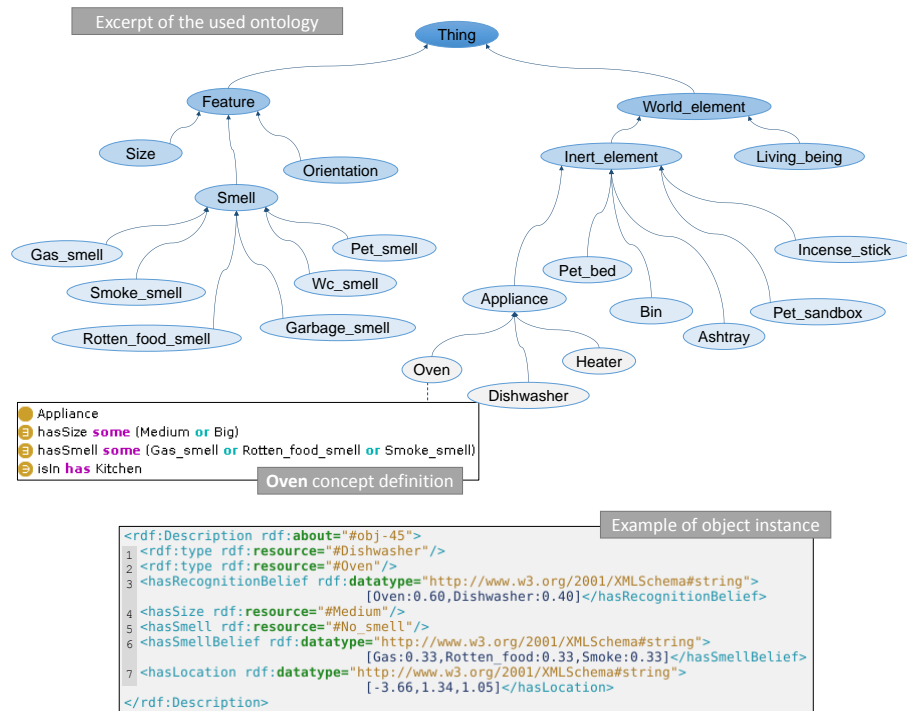 Excerpt of the used ontology
Thing
Feature
World_element
Size
Orientation
Inert_element
Living_being
Smell
Gas_smell
Pet_smell
Incense_stick
Smoke_smell
Wc_smell
Pet_bed
Appliance
Rotten_food_smell
Garbage_smell
Bin
Pet_sandbox
Ashtray
Oven
Heater
Dishwasher
Appliance
hasSize some (Medium or Big)
hasSmell some (Gas_smell or Rotten_food_smell or Smoke_smell)
isIn has Kitchen
Oven concept definition
Example of object instance
<rdf:Description rdf:about="#obj-45">
1 <rdf:type rdf:resource="#Dishwasher"/>
2 <rdf:type rdf:resource="#Oven"/>
3 <hasRecognitionBelief rdf:datatype="http://www.w3.org/2001/XMLSchema#string">
[Oven:0.60,Dishwasher:0.40]</hasRecognitionBelief>
4 <hasSize rdf:resource="#Medium"/>
5 <hasSmell rdf:resource="#No_smell"/>
6 <hasSmellBelief rdf:datatype="http://www.w3.org/2001/XMLSchema#string">
[Gas:0.33,Rotten_food:0.33,Smoke:0.33]</hasSmellBelief>
7 <hasLocation rdf:datatype="http://www.w3.org/2001/XMLSchema#string">
[-3.66,1.34,1.05]</hasLocation>
</rdf:Description>